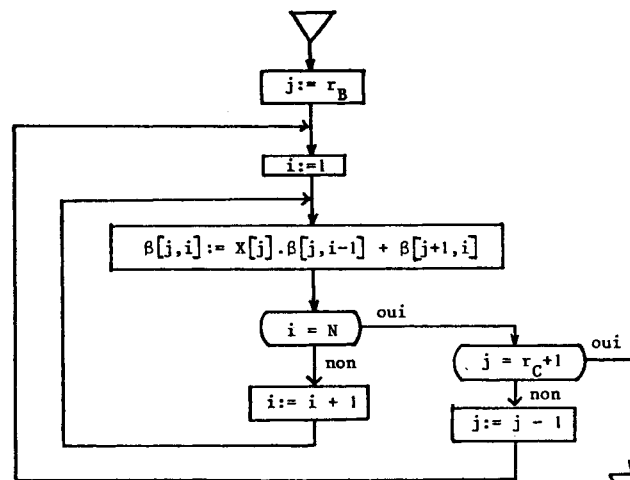 j:= r_B
i:=1
β[j,i]:= X[j].β[j,i-1] + β[j+1,i]
i = N
oui
non
i:= i + 1
j = r_C+1
oui
non
j:= j - 1